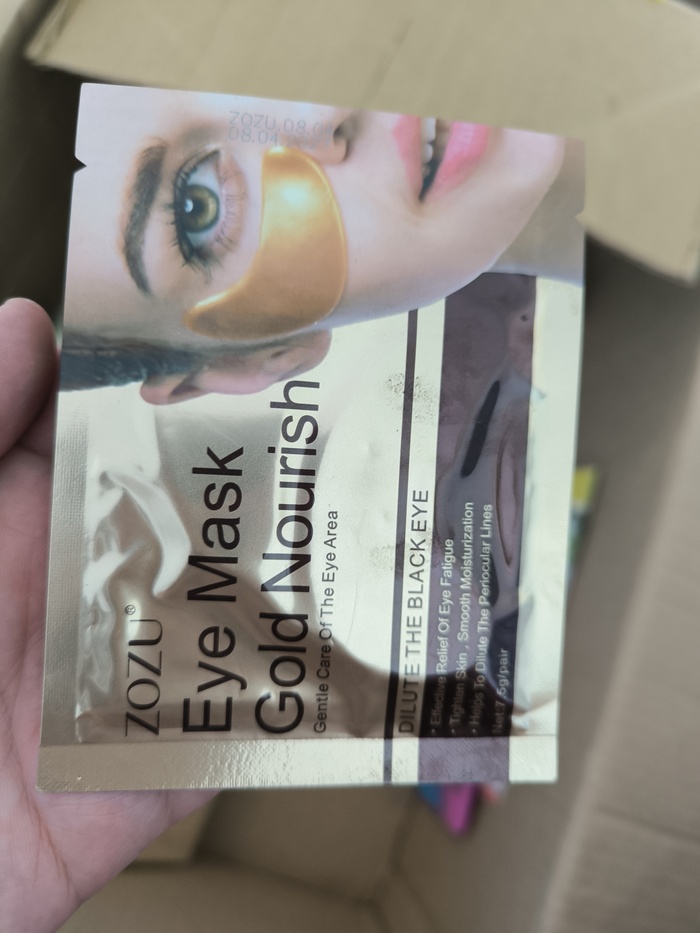 ZOZU®
Eye Mask
Gold Nourish
Gentle Care Of The Eye Area
DILUTE THE BLACK EYE
• Effective Relief Of Eye Fatigue
• Tighten Skin , Smooth Moisturization
• Helps To Dilute The Periocular Lines
Net 7.5g/pair
ZOZU 08.0
08.04